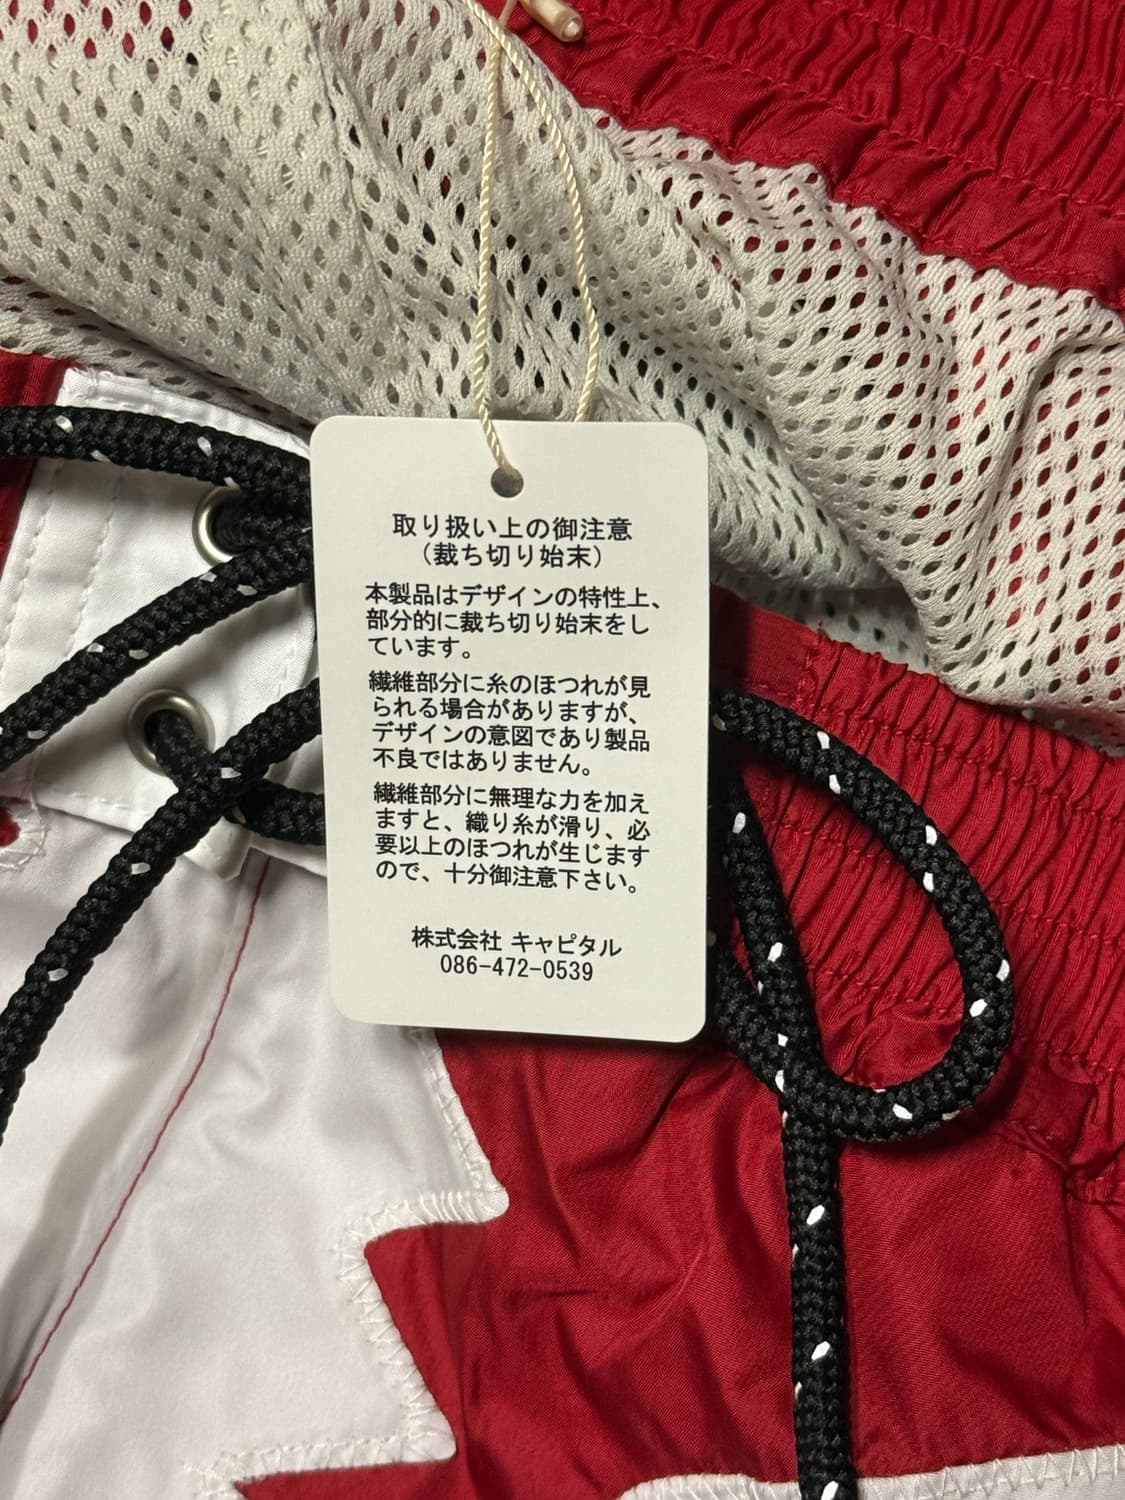 取り扱い上の御注意
（裁ち切り始末）
本製品はデザインの特性上、
部分的に裁ち切り始末をし
ています。
繊維部分に糸のほつれが見
られる場合がありますが、
デザインの意図であり製品
不良ではありません。
繊維部分に無理な力を加え
ますと、織り糸が滑り、必
要以上のほつれが生じます
ので、十分御注意下さい。
株式会社 キャピタル
086-472-0539